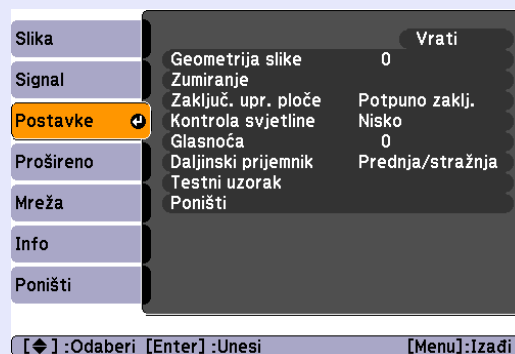 Slika
Signal
Postavke
Prošireno
Mreža
Info
Poništi
Vrati
Geometrija slike 0
Zumiranje
Zaključ. upr. ploče Potpuno zaklj.
Kontrola svjetline Nisko
Glasnoća 0
Daljinski prijemnik Prednja/stražnja
Testni uzorak
Poništi
[◆] :Odaberi [Enter] :Unesi [Menu]:Izađi